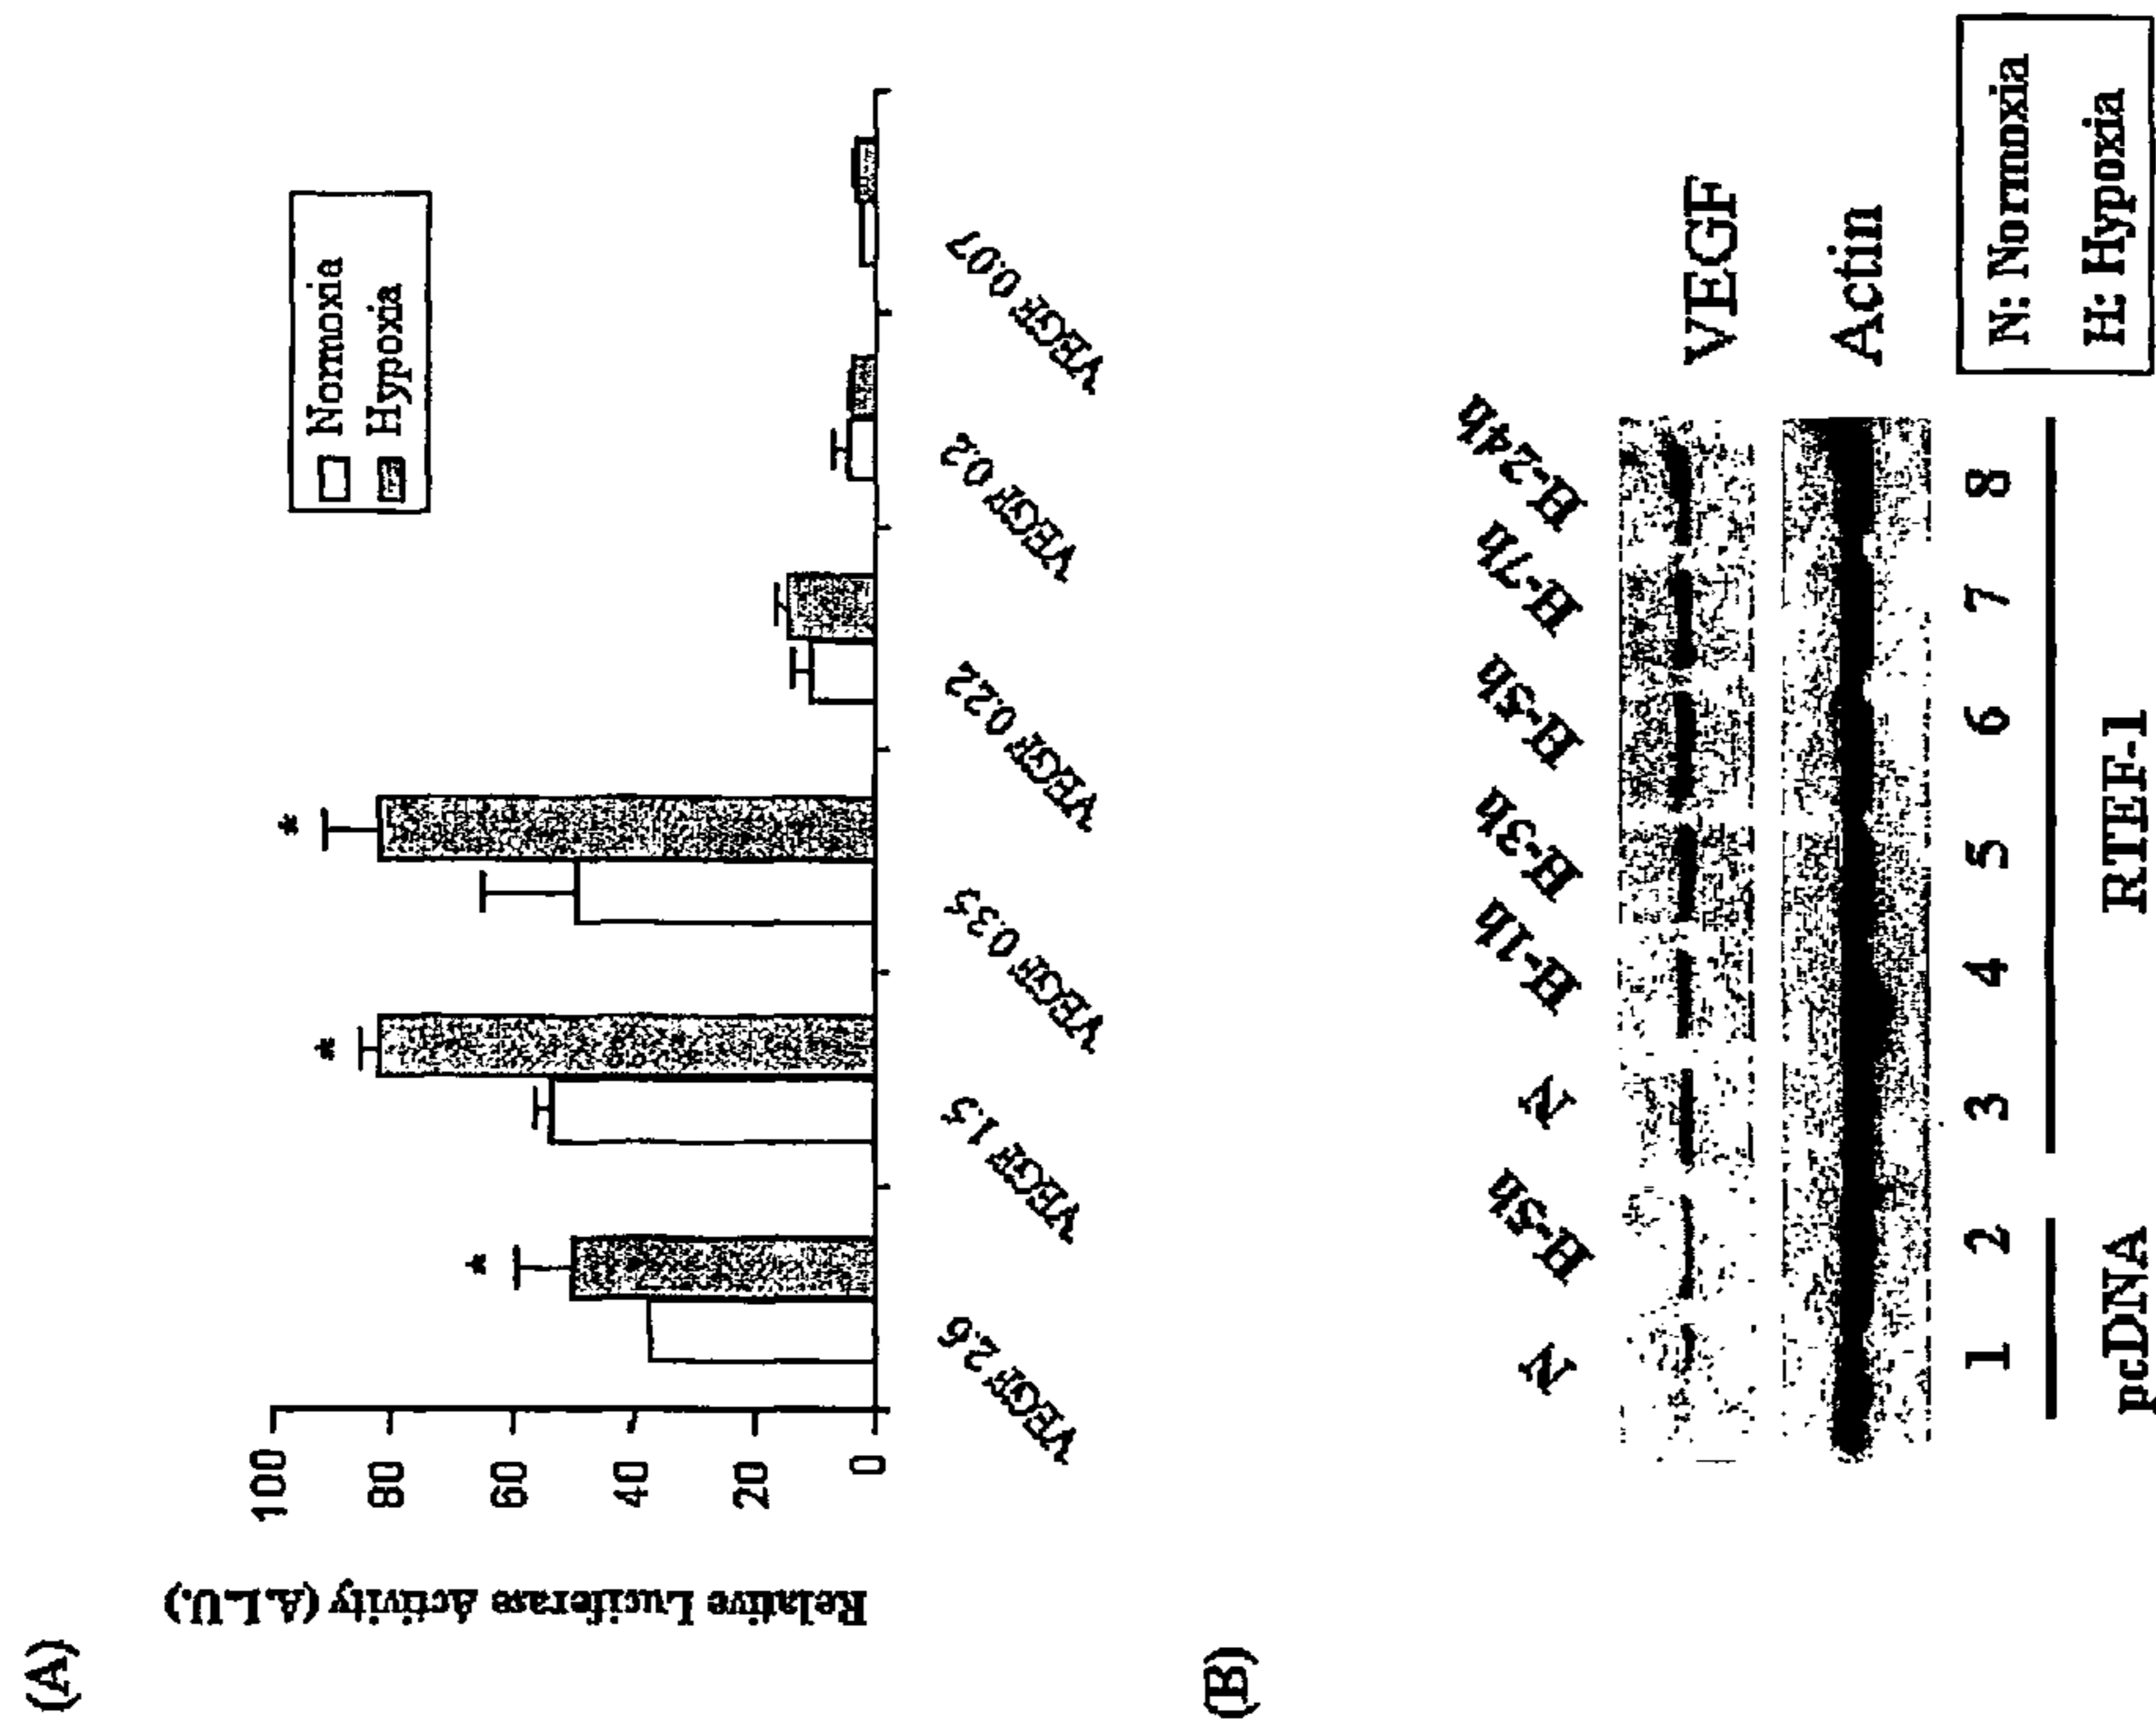 (A)
Relative Luciferase Activity (A.L.U.)
100
80
60
40
20
0
Normoxia
Hypoxia
*
*
*
VEGF 2.6
VEGF 1.5
VEGF 0.35
VEGF 0.22
VEGF 0.2
VEGF 0.07
(B)
N H-5h N H-1h H-3h H-5h H-7h H-24h
VEGF
Actin
1 2 3 4 5 6 7 8
pcDNA RTEF-1
N: Normoxia
H: Hypoxia